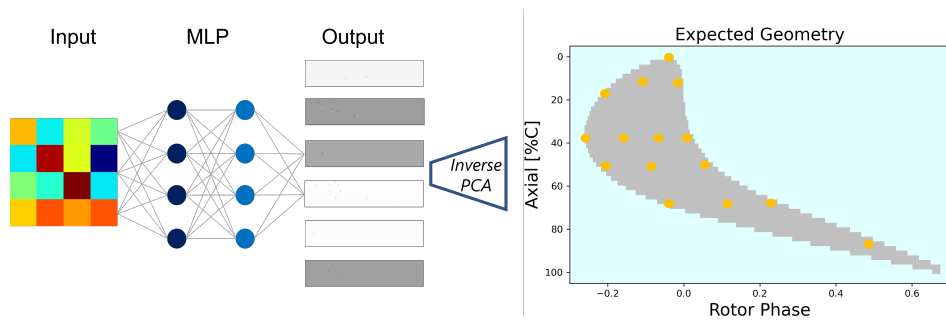 Input
MLP
Output
Inverse
PCA
Expected Geometry
Axial [%C]
0
20
40
60
80
100
−0.2
0.0
0.2
0.4
0.6
Rotor Phase